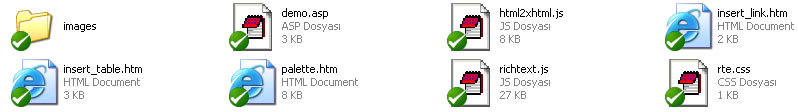 images
demo.asp
ASP Dosyası
3 KB
html2xhtml.js
JS Dosyası
8 KB
insert_link.htm
HTML Document
2 KB
insert_table.htm
HTML Document
3 KB
palette.htm
HTML Document
8 KB
richtext.js
JS Dosyası
27 KB
rte.css
CSS Dosyası
1 KB